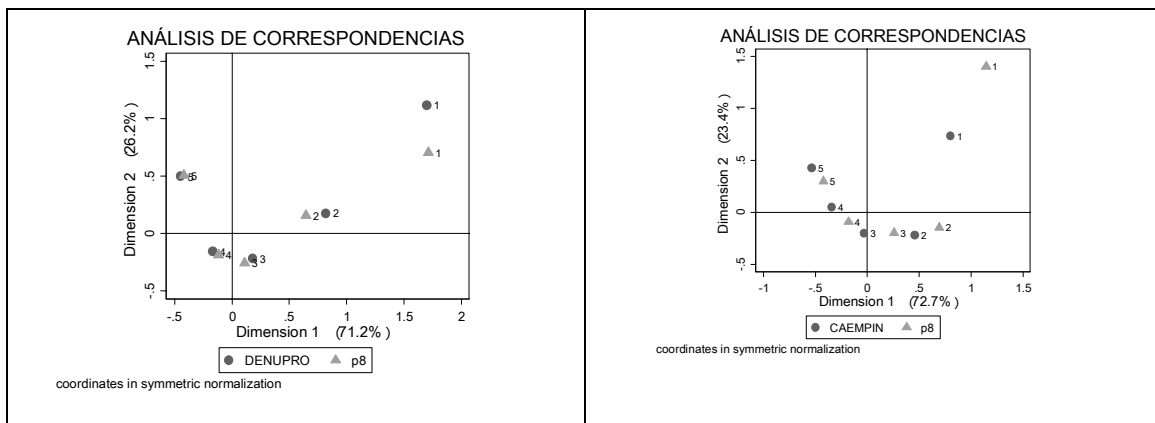 ANÁLISIS DE CORRESPONDENCIAS
Dimension 2 (26.2%)
1.5
1
.5
0
-.5
1
1
5
5
2
2
4
4
3
3
-.5 0 .5 1 1.5 2
Dimension 1 (71.2%)
DENUPRO p8
coordinates in symmetric normalization
ANÁLISIS DE CORRESPONDENCIAS
Dimension 2 (23.4%)
1.5
1
.5
0
-.5
1
1
5
5
4
4
3
3
2
2
-1 -.5 0 .5 1 1.5
Dimension 1 (72.7%)
CAEMPIN p8
coordinates in symmetric normalization